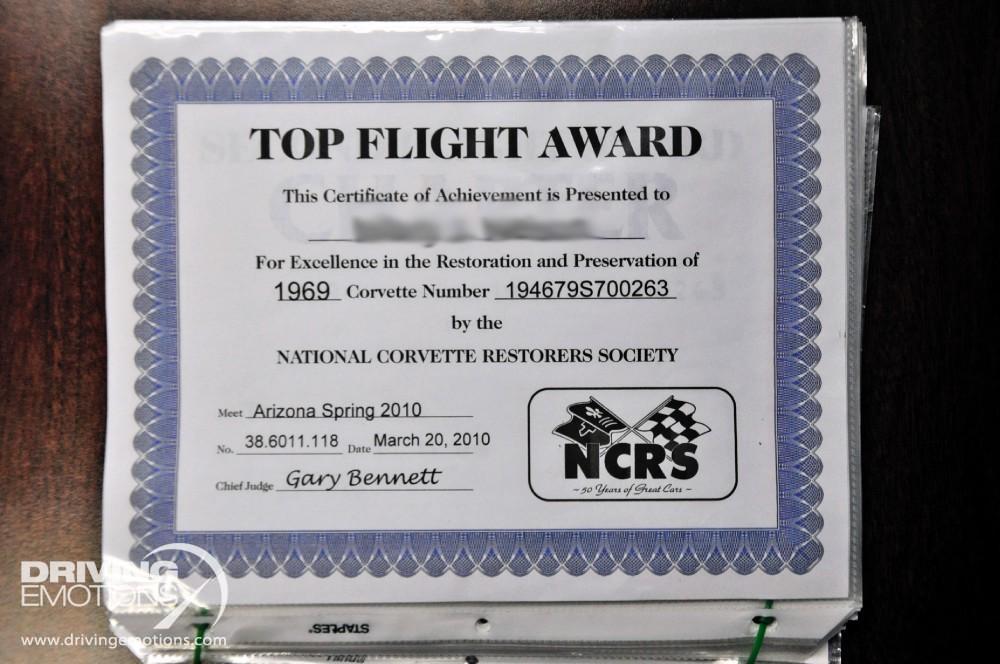 TOP FLIGHT AWARD
This Certificate of Achievement is Presented to
For Excellence in the Restoration and Preservation of
1969 Corvette Number 194679S700263
by the
NATIONAL CORVETTE RESTORERS SOCIETY
Meet Arizona Spring 2010
No. 38.6011.118 Date March 20, 2010
Chief Judge Gary Bennett
NCRS
~ 50 Years of Great Cars ~
DRIVING
EMOTIONS
www.drivingemotions.com
STAPLES